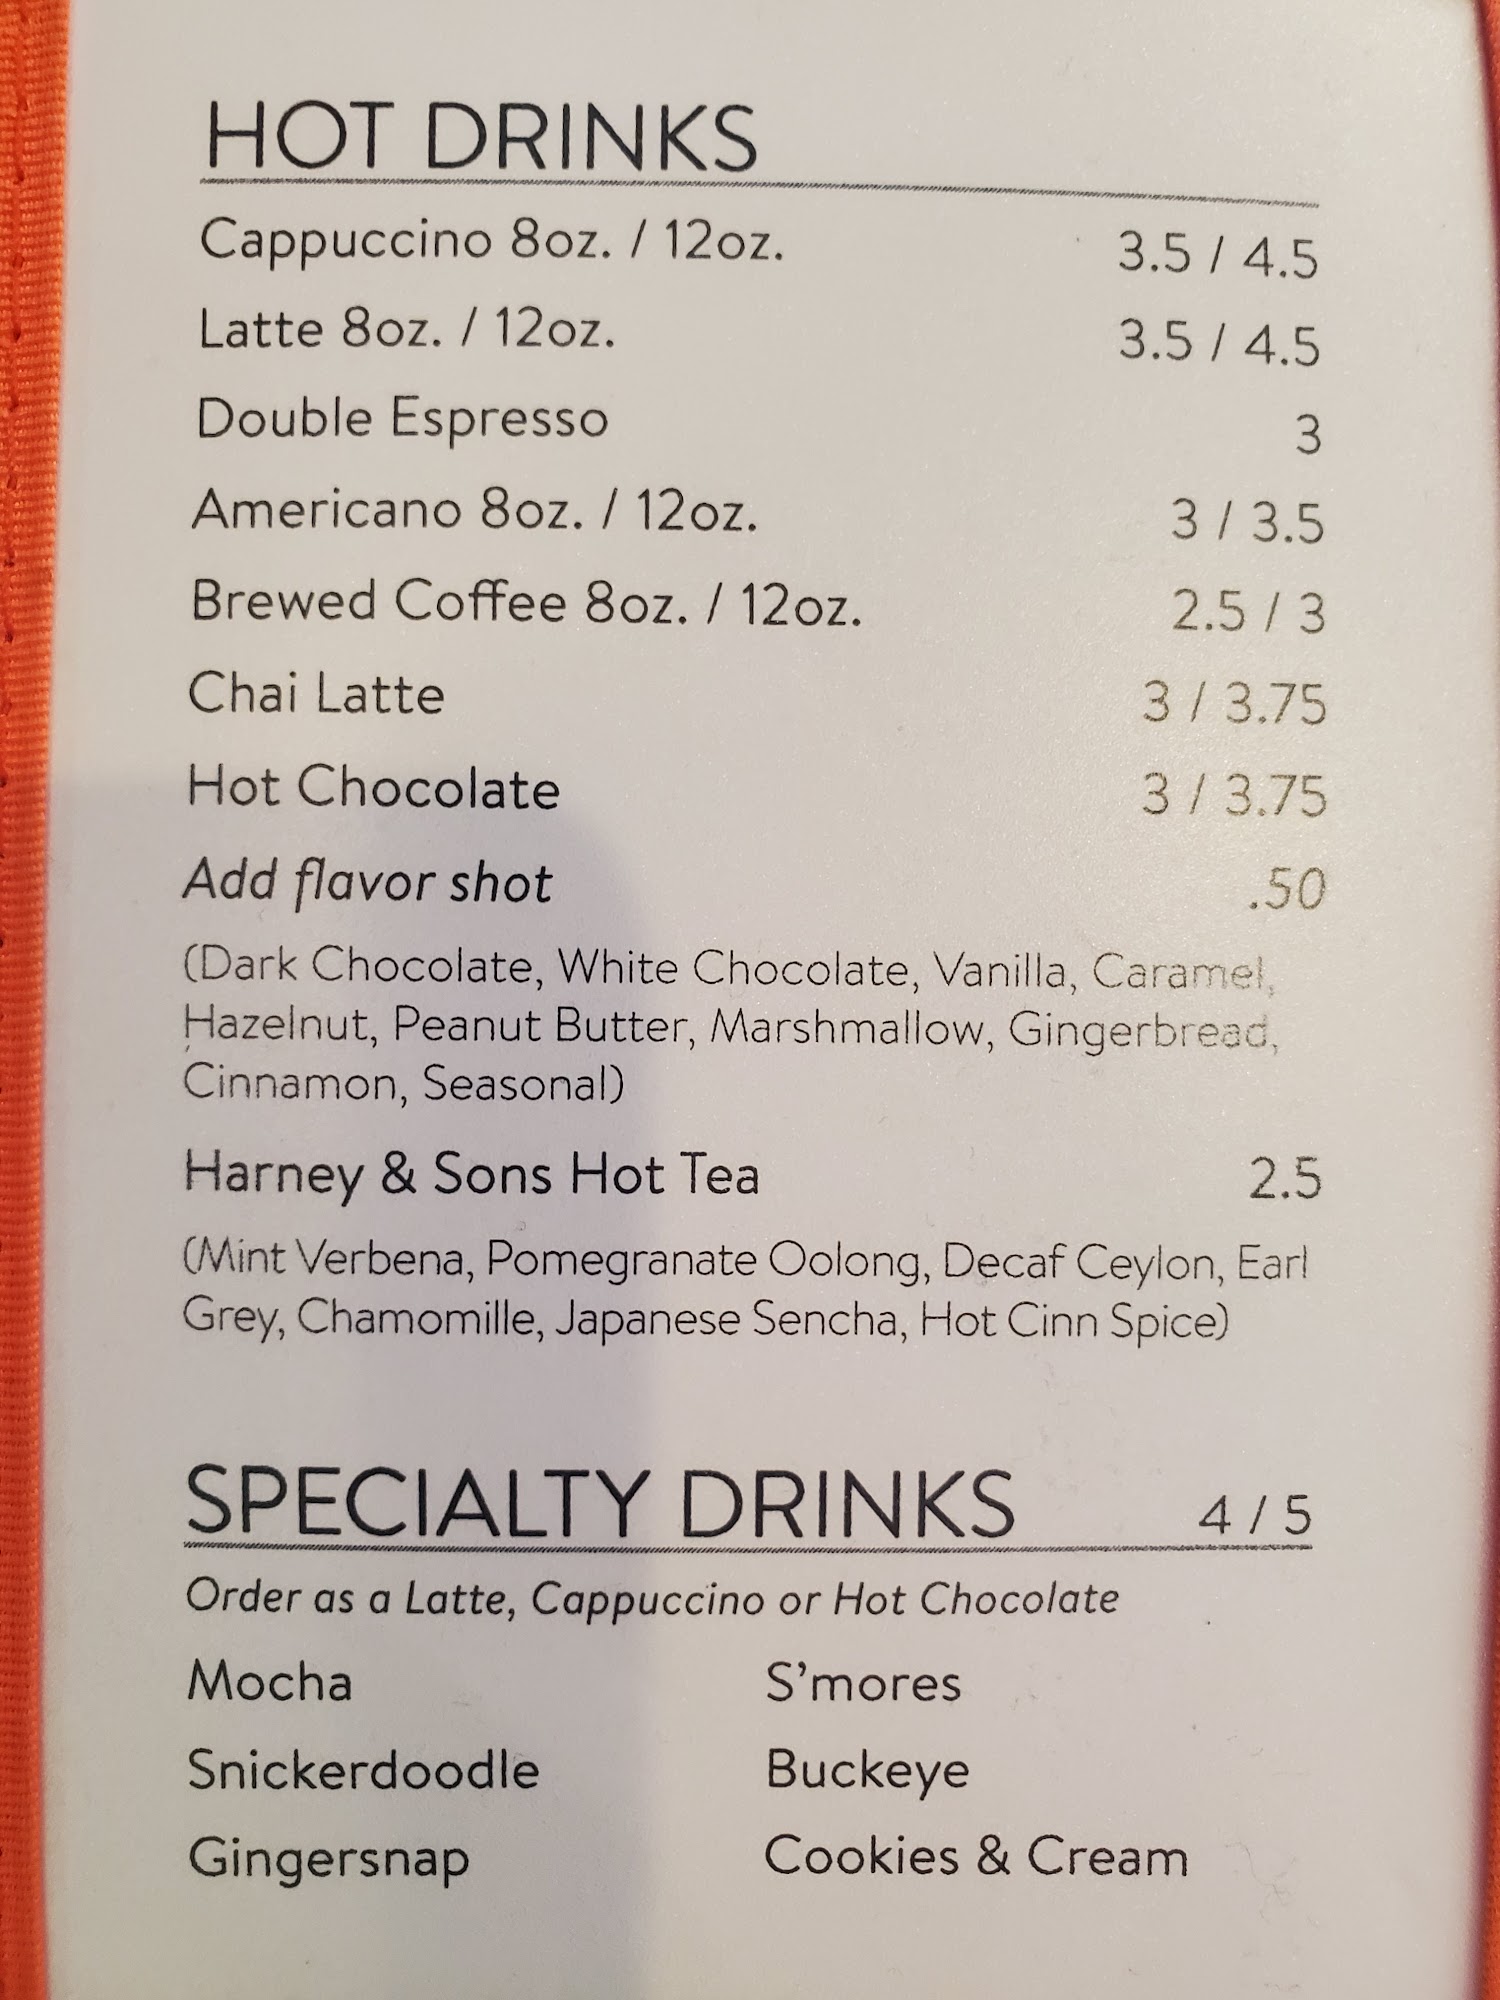 HOT DRINKS
Cappuccino 8oz. / 12oz. 3.5 / 4.5
Latte 8oz. / 12oz. 3.5 / 4.5
Double Espresso 3
Americano 8oz. / 12oz. 3 / 3.5
Brewed Coffee 8oz. / 12oz. 2.5 / 3
Chai Latte 3 / 3.75
Hot Chocolate 3 / 3.75
Add flavor shot .50
(Dark Chocolate, White Chocolate, Vanilla, Caramel,
Hazelnut, Peanut Butter, Marshmallow, Gingerbread,
Cinnamon, Seasonal)
Harney & Sons Hot Tea 2.5
(Mint Verbena, Pomegranate Oolong, Decaf Ceylon, Earl
Grey, Chamomille, Japanese Sencha, Hot Cinn Spice)
SPECIALTY DRINKS 4 / 5
Order as a Latte, Cappuccino or Hot Chocolate
Mocha S'mores
Snickerdoodle Buckeye
Gingersnap Cookies & Cream